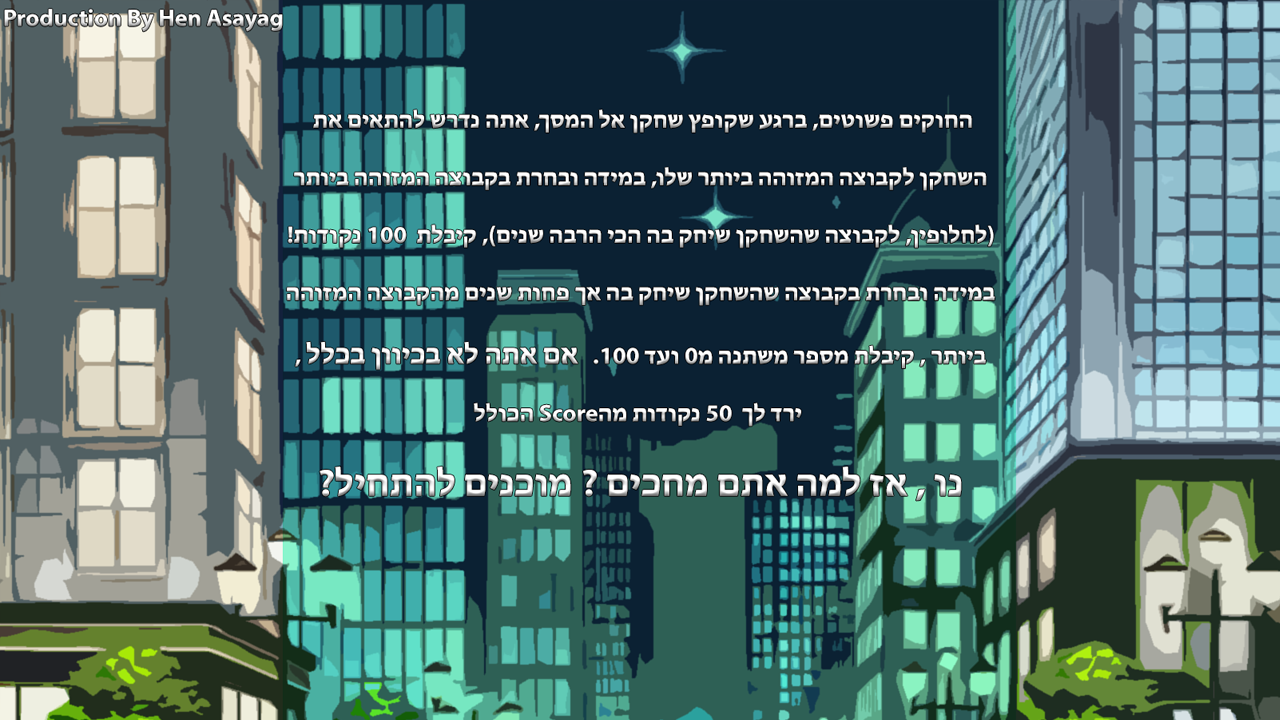 Production By Hen Asayag
החוקים פשוטים, ברגע שקופץ שחקן אל המסך, אתה נדרש להתאים את
השחקן לקבוצה המזוהה ביותר שלו, במידה ובחרת בקבוצה המזוהה ביותר
(לחלופין, לקבוצה שהשחקן שיחק בה הכי הרבה שנים), קיבלת 100 נקודות!
במידה ובחרת בקבוצה שהשחקן שיחק בה אך פחות שנים מהקבוצה המזוהה
ביותר , קיבלת מספר משתנה מ0 ועד 100. אם אתה לא בכיוון בכלל ,
ירד לך 50 נקודות מהScore הכולל
נו , אז למה אתם מחכים ? מוכנים להתחיל?